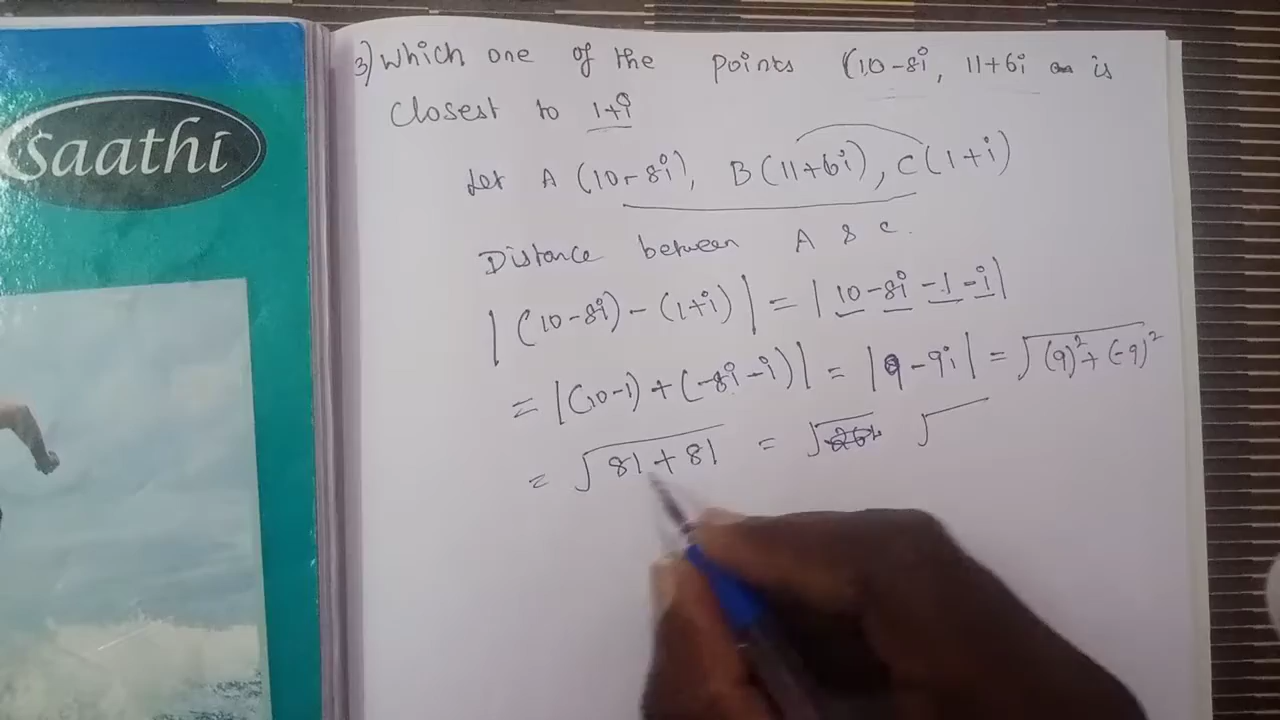 3) Which one of the points (10-8i, 11+6i is
closest to 1+i
Let A (10-8i), B(11+6i), C(1+i)
Distance between A & C.
|(10-8i)-(1+i)| = |10-8i-1-i|
= |(10-1)+(-8i-i)| = |9-9i| = √(9)²+(-9)²
= √81+81 = √ √
Saathi